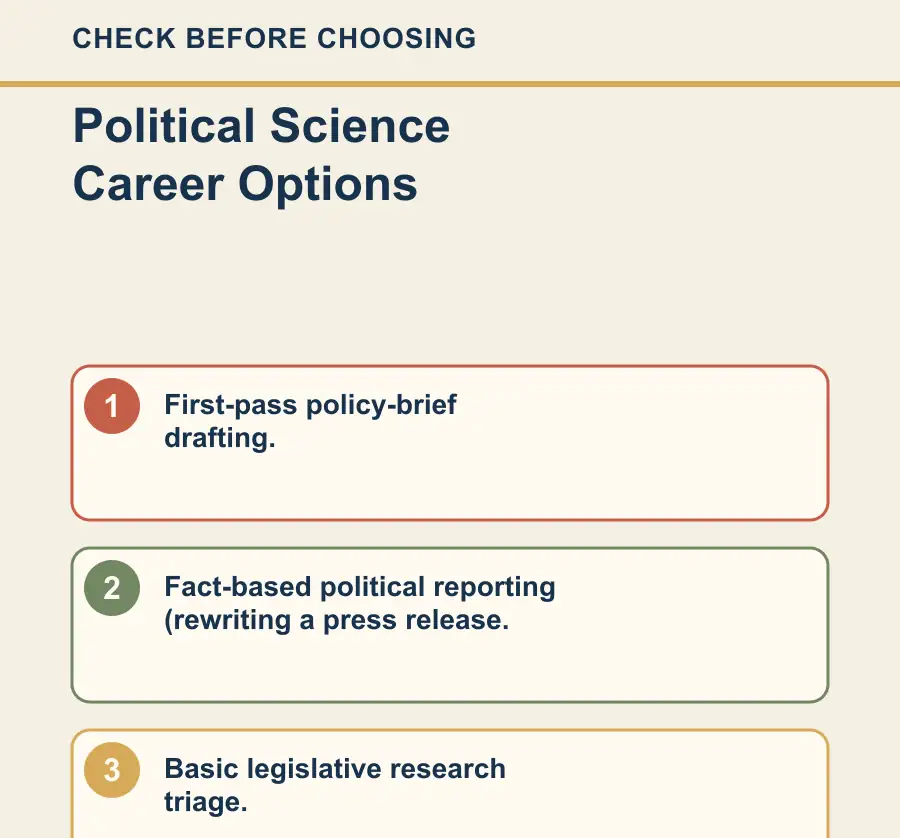 CHECK BEFORE CHOOSING
Political Science
Career Options
1
First-pass policy-brief
drafting.
2
Fact-based political reporting
(rewriting a press release.
3
Basic legislative research
triage.